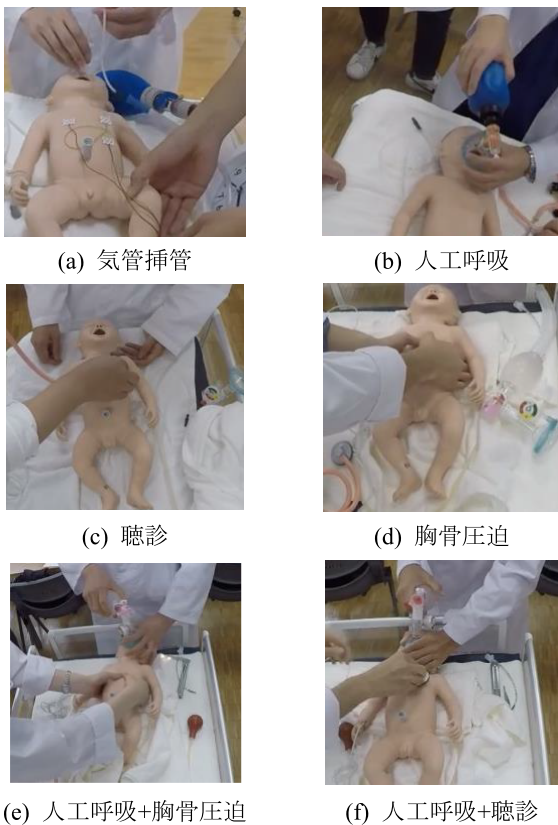 (a) 気管挿管
(b) 人工呼吸
(c) 聴診
(d) 胸骨圧迫
(e) 人工呼吸+胸骨圧迫
(f) 人工呼吸+聴診